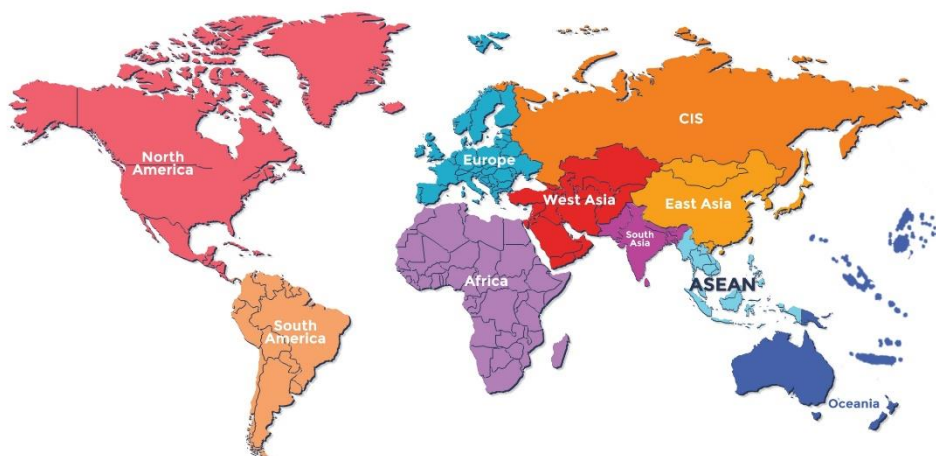 North
America
South
America
Europe
Africa
West Asia
CIS
East Asia
South
Asia
ASEAN
Oceania